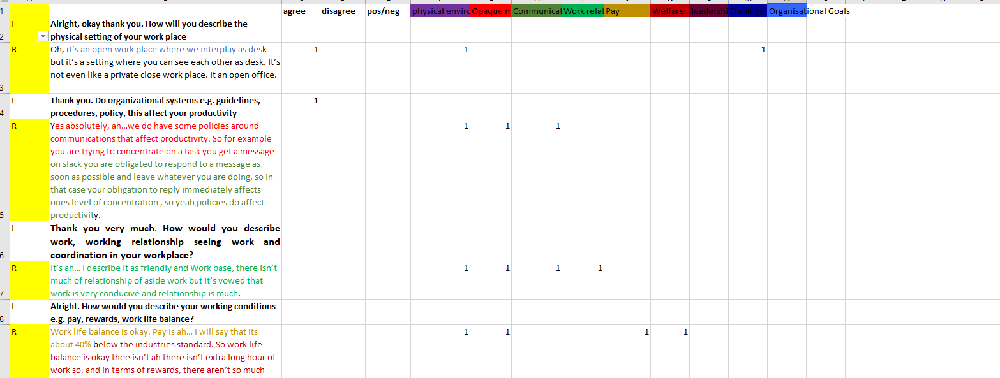 1 agree disagree pos/neg physical enviro Opaque Communicat Work relat Pay Welfare leadersh Employe Organisational Goals
I Alright, okay thank you. How will you describe the
2 physical setting of your work place
R Oh, it's an open work place where we interplay as desk 1 1 1
but it's a setting where you can see each other as desk. It's
not even like a private close work place. It an open office.
3
I Thank you. Do organizational systems e.g. guidelines, 1
4 procedures, policy, this affect your productivity
R Yes absolutely, ah…we do have some policies around 1 1 1
communications that affect productivity. So for example
you are trying to concentrate on a task you get a message
on slack you are obligated to respond to a message as
soon as possible and leave whatever you are doing, so in
that case your obligation to reply immediately affects
ones level of concentration , so yeah policies do affect
5 productivity.
I Thank you very much. How would you describe
work, working relationship seeing work and
6 coordination in your workplace?
R It's ah… I describe it as friendly and Work base, there isn't 1 1 1 1
much of relationship of aside work but it's vowed that
7 work is very conducive and relationship is much.
I Alright. How would you describe your working conditions
8 e.g. pay, rewards, work life balance?
R Work life balance is okay. Pay is ah… I will say that its 1 1 1 1
about 40% below the industries standard. So work life
balance is okay thee isn't ah there isn't extra long hour of
work so, and in terms of rewards, there aren't so much